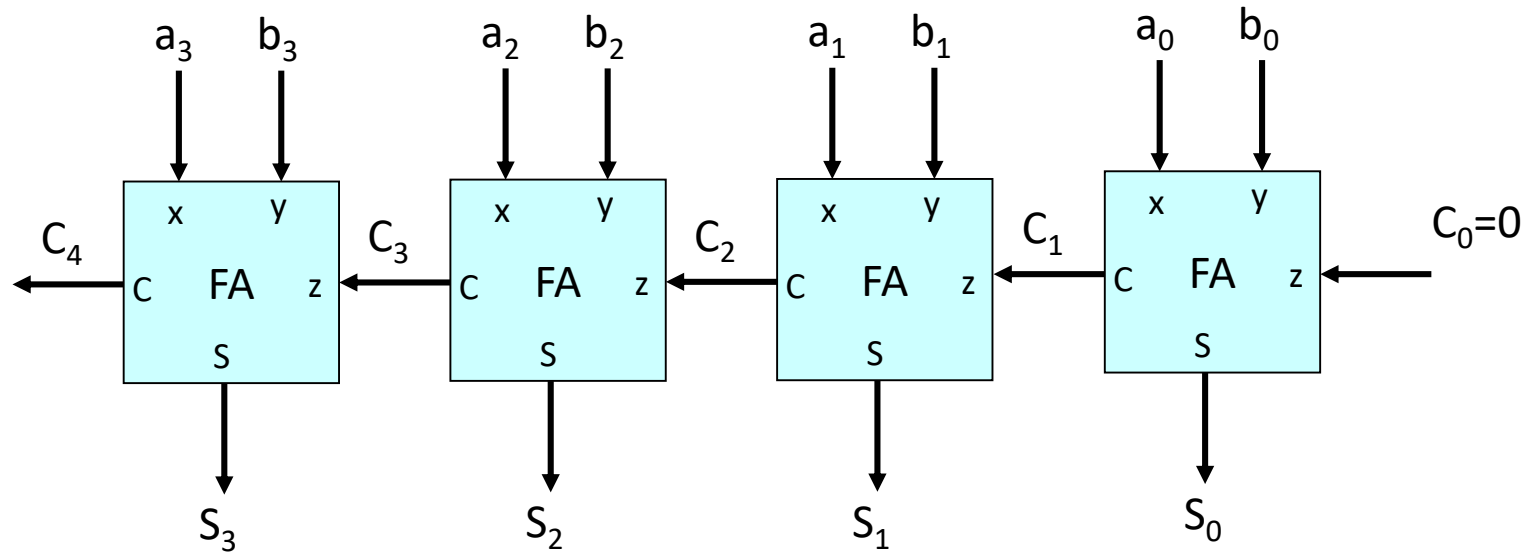 a₃ b₃ a₂ b₂ a₁ b₁ a₀ b₀
x y x y x y x y
C₄ C₃ C₂ C₁ C₀=0
C FA z C FA z C FA z C FA z
S S S S
S₃ S₂ S₁ S₀